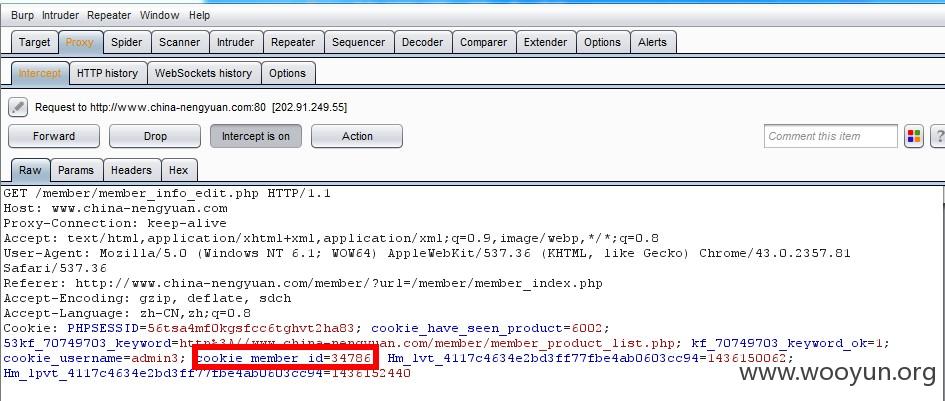 Burp Intruder Repeater Window Help
Target Proxy Spider Scanner Intruder Repeater Sequencer Decoder Comparer Extender Options Alerts
Intercept HTTP history WebSockets history Options
Request to http://www.china-nengyuan.com:80 [202.91.249.55]
Forward Drop Intercept is on Action Comment this item ?
Raw Params Headers Hex
GET /member/member_info_edit.php HTTP/1.1
Host: www.china-nengyuan.com
Proxy-Connection: keep-alive
Accept: text/html,application/xhtml+xml,application/xml;q=0.9,image/webp,*/*;q=0.8
User-Agent: Mozilla/5.0 (Windows NT 6.1; WOW64) AppleWebKit/537.36 (KHTML, like Gecko) Chrome/43.0.2357.81
Safari/537.36
Referer: http://www.china-nengyuan.com/member/?url=/member/member_index.php
Accept-Encoding: gzip, deflate, sdch
Accept-Language: zh-CN,zh;q=0.8
Cookie: PHPSESSID=56tsa4mf0kgsfcc6tghvt2ha83; cookie_have_seen_product=6002;
53kf_70749703_keyword=http%3A//www.china-nengyuan.com/member/member_product_list.php; kf_70749703_keyword_ok=1;
cookie_username=admin3; cookie_member_id=34786; Hm_lvt_4117c4634e2bd3ff77fbe4ab0603cc94=1436150062;
Hm_lpvt_4117c4634e2bd3ff77fbe4ab0603cc94=1436152440
www.wooyun.org